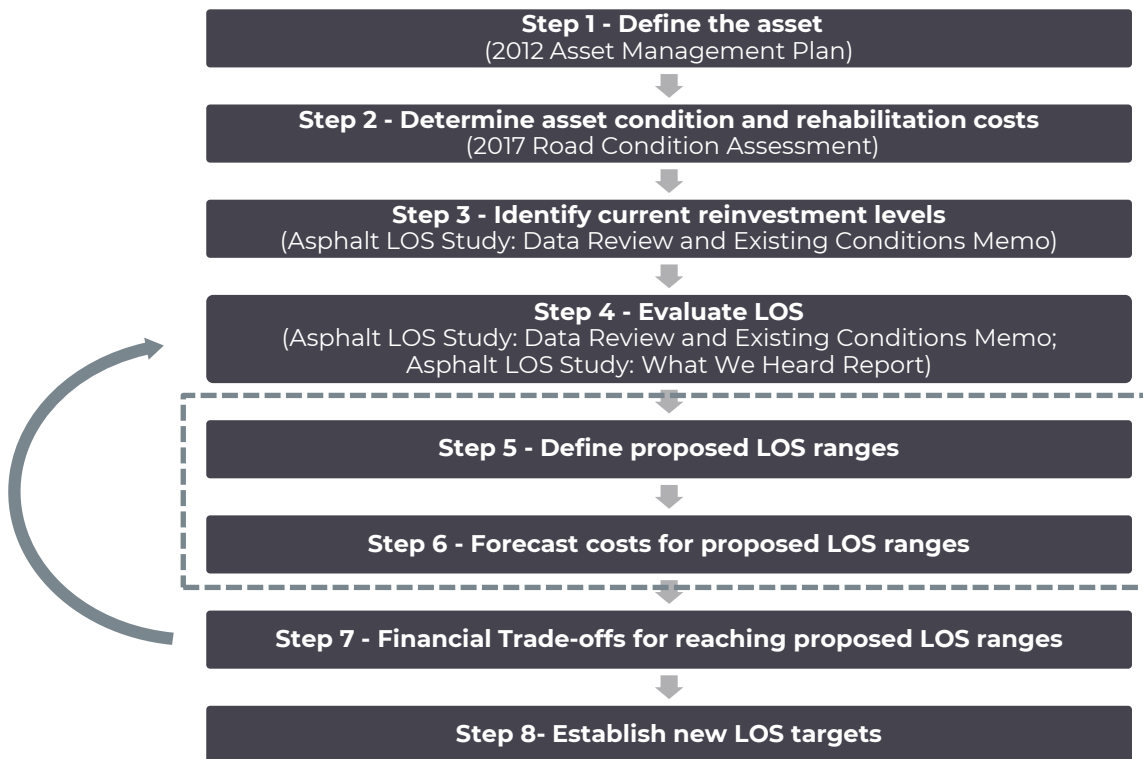 Step 1 - Define the asset
(2012 Asset Management Plan)
Step 2 - Determine asset condition and rehabilitation costs
(2017 Road Condition Assessment)
Step 3 - Identify current reinvestment levels
(Asphalt LOS Study: Data Review and Existing Conditions Memo)
Step 4 - Evaluate LOS
(Asphalt LOS Study: Data Review and Existing Conditions Memo;
Asphalt LOS Study: What We Heard Report)
Step 5 - Define proposed LOS ranges
Step 6 - Forecast costs for proposed LOS ranges
Step 7 - Financial Trade-offs for reaching proposed LOS ranges
Step 8- Establish new LOS targets